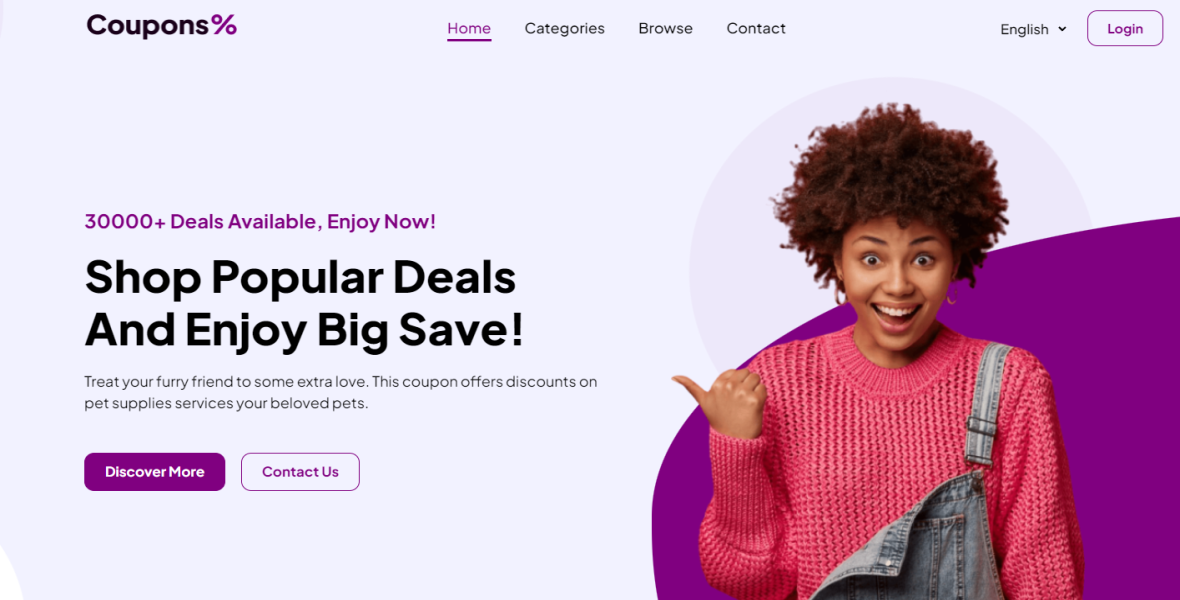 Coupons%
Home
Categories
Browse
Contact
English
Login
30000+ Deals Available, Enjoy Now!
Shop Popular Deals
And Enjoy Big Save!
Treat your furry friend to some extra love. This coupon offers discounts on
pet supplies services your beloved pets.
Discover More
Contact Us